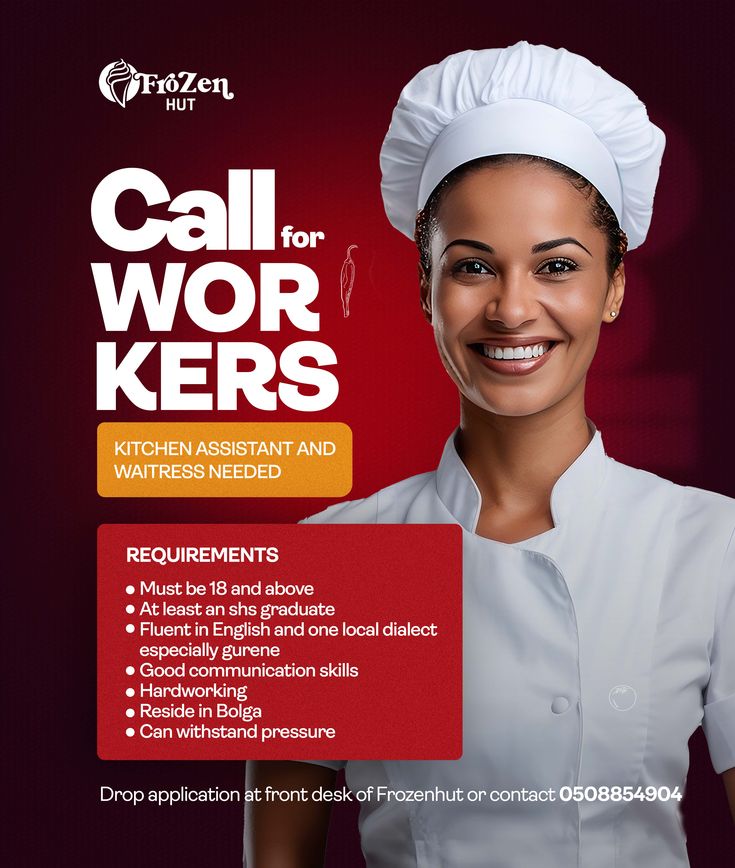 FroZen
HUT
Call for
WOR
KERS
KITCHEN ASSISTANT AND
WAITRESS NEEDED
REQUIREMENTS
• Must be 18 and above
• At least an shs graduate
• Fluent in English and one local dialect
especially gurene
• Good communication skills
• Hardworking
• Reside in Bolga
• Can withstand pressure
Drop application at front desk of Frozenhut or contact 0508854904